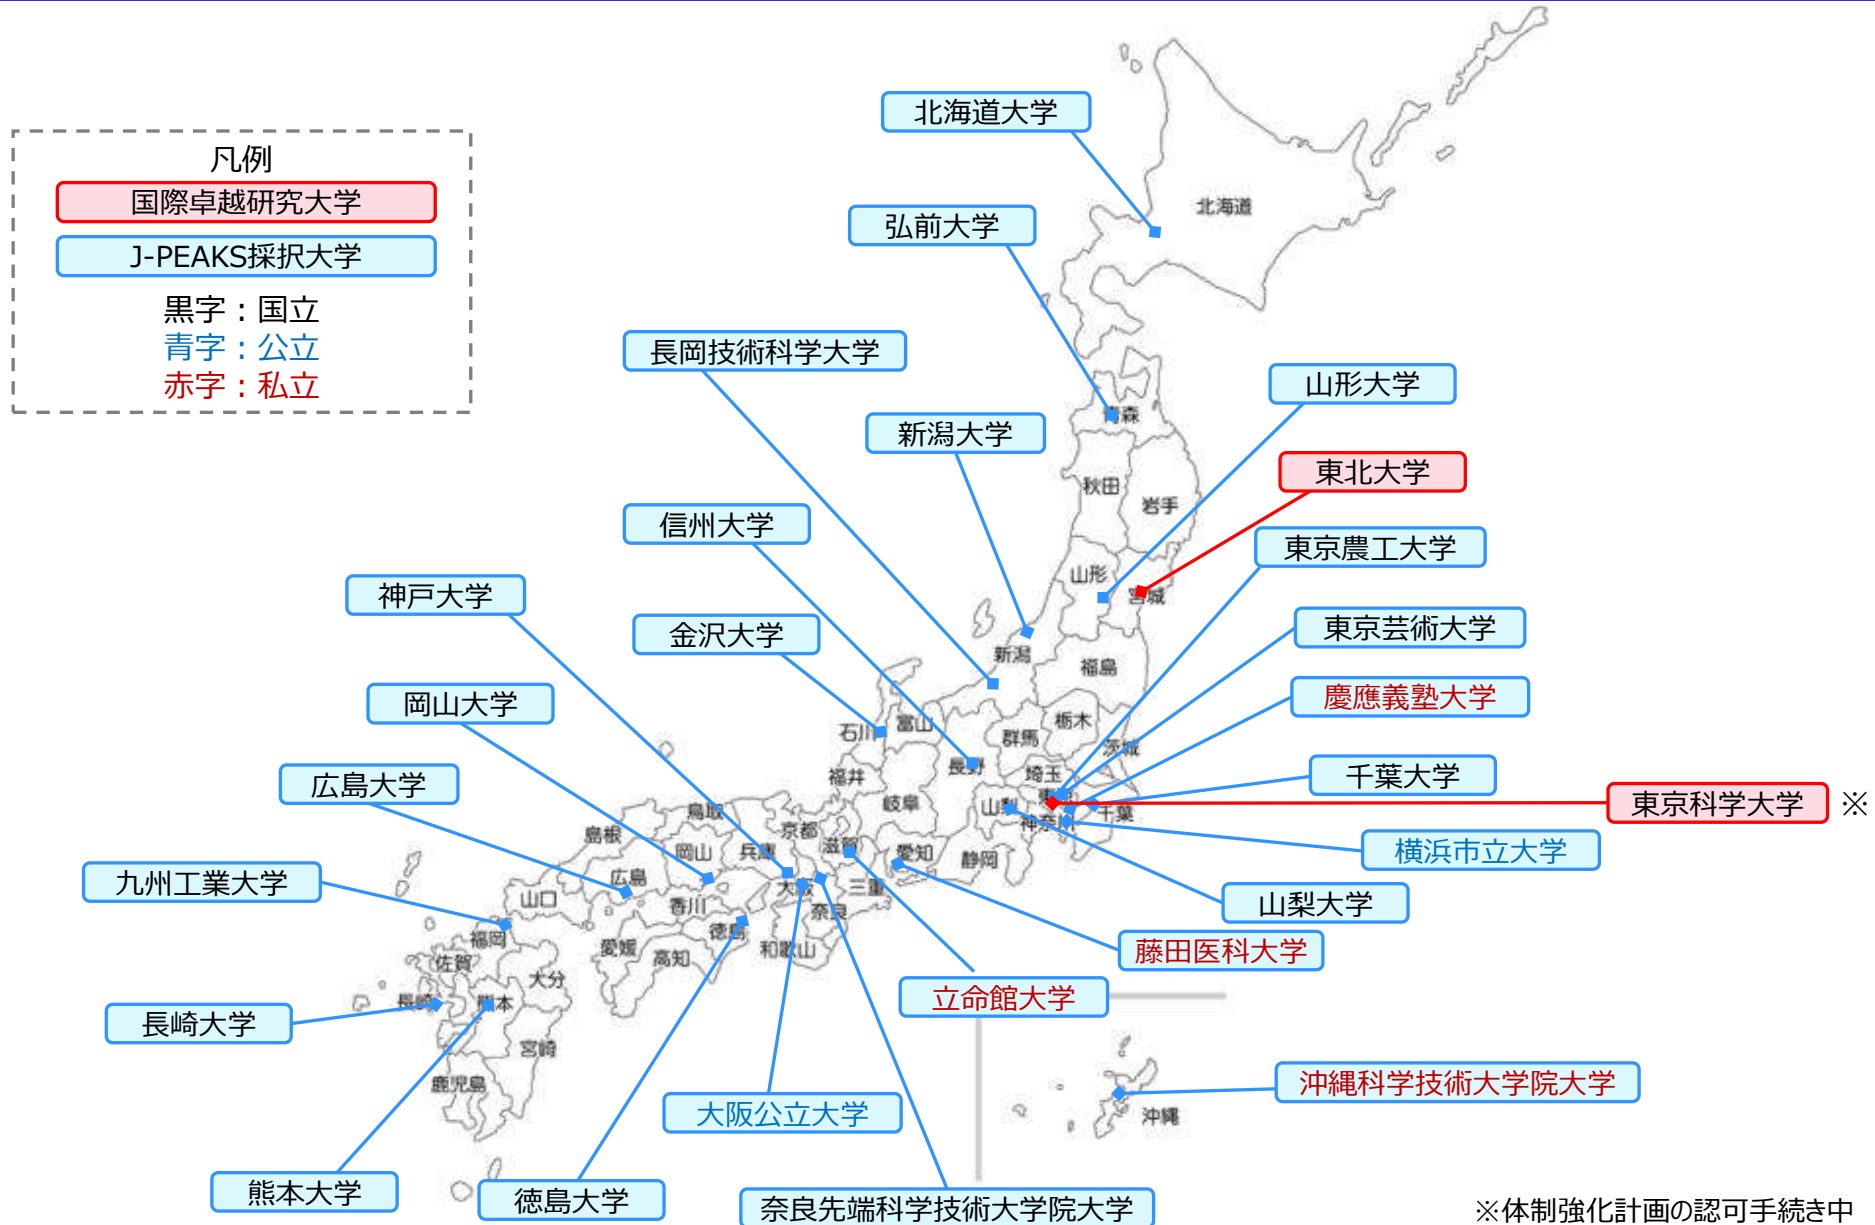 凡例
国際卓越研究大学
J-PEAKS採択大学
黒字：国立
青字：公立
赤字：私立
北海道大学
北海道
弘前大学
長岡技術科学大学
山形大学
青森
新潟大学
東北大学
秋田
岩手
信州大学
東京農工大学
山形
宮城
神戸大学
金沢大学
東京芸術大学
新潟
福島
岡山大学
慶應義塾大学
石川
富山
群馬
栃木
茨城
長野
埼玉
福井
千葉大学
広島大学
岐阜
山梨
東京科学大学 ※
神奈川
千葉
鳥取
島根
京都
滋賀
愛知
静岡
岡山
兵庫
横浜市立大学
九州工業大学
広島
大阪
三重
山口
香川
奈良
山梨大学
福岡
徳島
愛媛
高知
和歌山
藤田医科大学
佐賀
大分
長崎
熊本
立命館大学
長崎大学
宮崎
鹿児島
沖縄科学技術大学院大学
大阪公立大学
沖縄
熊本大学
徳島大学
奈良先端科学技術大学院大学
※体制強化計画の認可手続き中